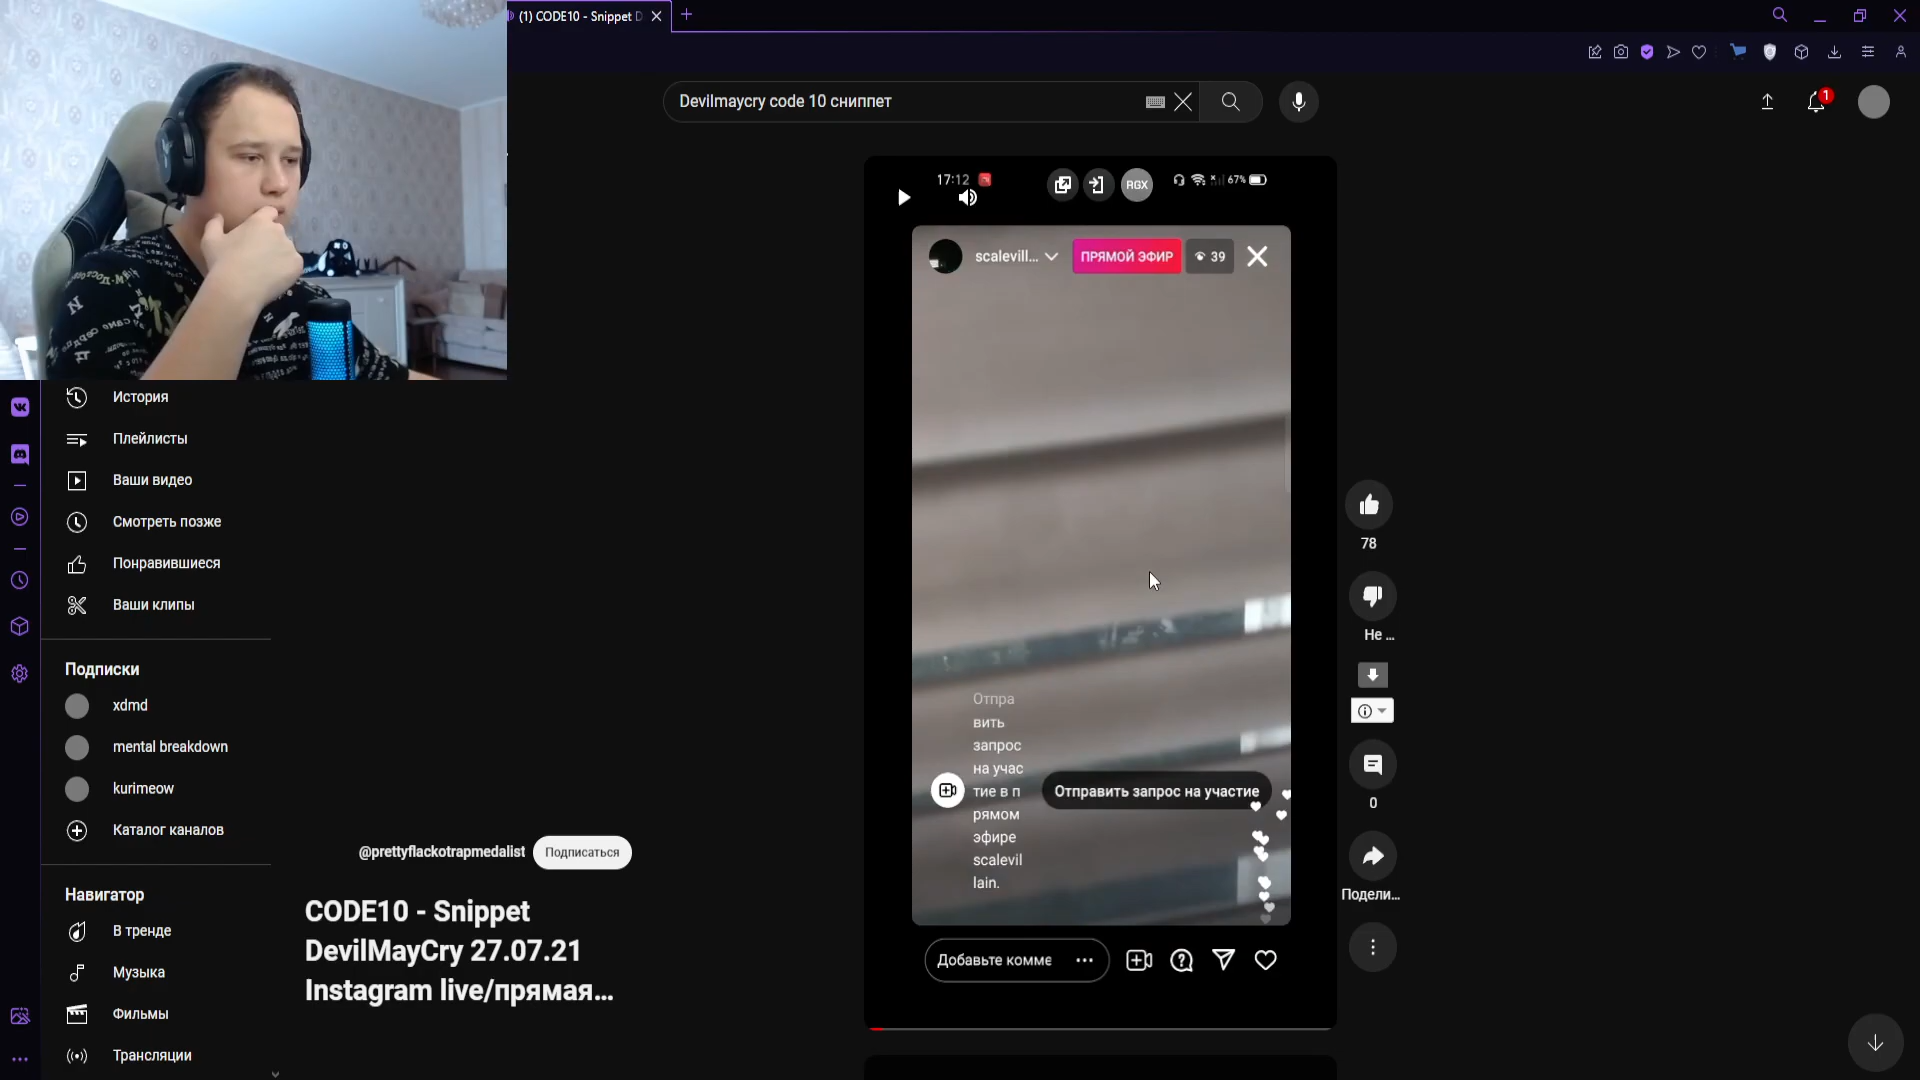 (1) CODE10 - Snippet D
Devilmaycry code 10 сниппет
1
17:12
RGX
67%
scalevill...
ПРЯМОЙ ЭФИР
39
История
Плейлисты
Ваши видео
Смотреть позже
Понравившиеся
Ваши клипы
Подписки
xdmd
mental breakdown
kurimeow
Каталог каналов
Навигатор
В тренде
Музыка
Фильмы
Трансляции
@prettyflackotrapmedalist
Подписаться
CODE10 - Snippet
DevilMayCry 27.07.21
Instagram live/прямая...
Отпра
вить
запрос
на учас
тие в п
рямом
эфире
scalevil
lain.
Отправить запрос на участие
Добавьте комме
78
Не ...
0
Подели...